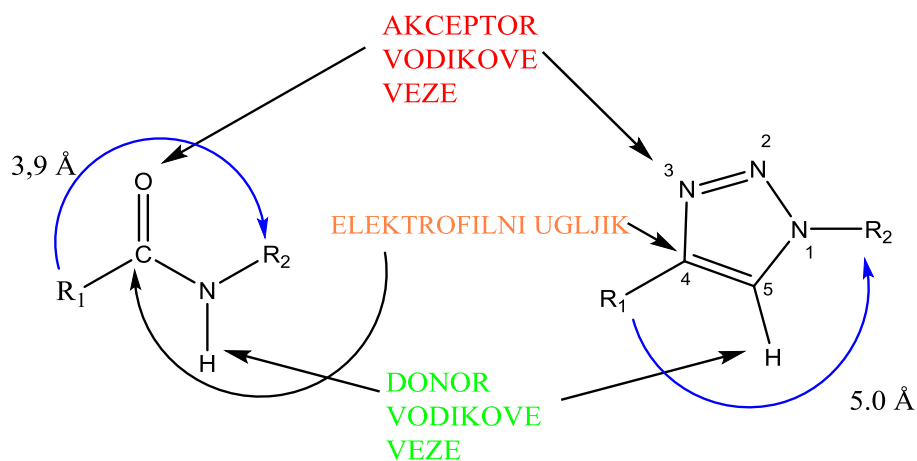 AKCEPTOR
VODIKOVE
VEZE
3,9 Å
O
C
R1
N
R2
H
ELEKTROFILNI UGLJIK
3
2
N
N
N
1
R2
4
5
R1
H
5.0 Å
DONOR
VODIKOVE
VEZE